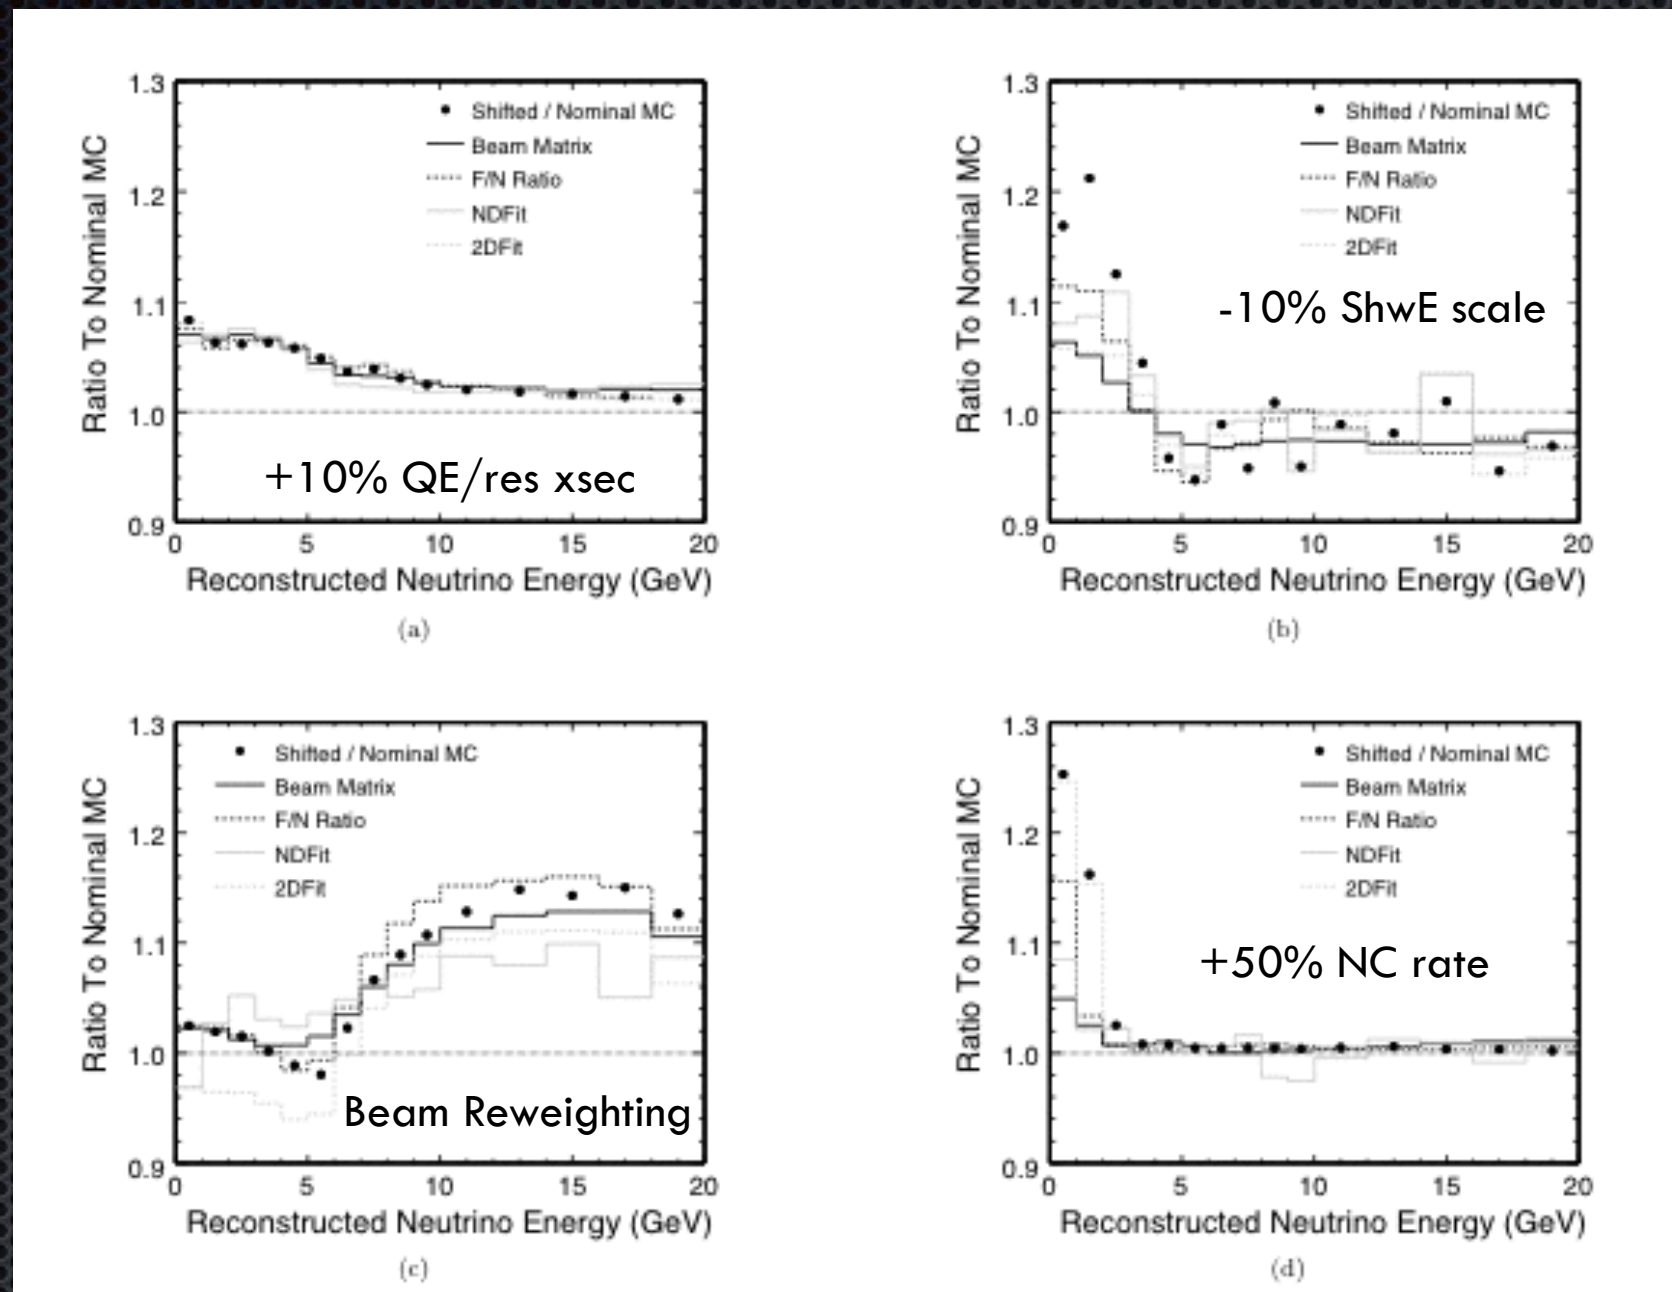 1.3
1.2
1.1
1.0
0.9
Ratio To Nominal MC
Shifted / Nominal MC
Beam Matrix
F/N Ratio
NDFit
2DFit
+10% QE/res xsec
0 5 10 15 20
Reconstructed Neutrino Energy (GeV)
(a)
1.3
1.2
1.1
1.0
0.9
Ratio To Nominal MC
Shifted / Nominal MC
Beam Matrix
F/N Ratio
NDFit
2DFit
-10% ShwE scale
0 5 10 15 20
Reconstructed Neutrino Energy (GeV)
(b)
1.3
1.2
1.1
1.0
0.9
Ratio To Nominal MC
Shifted / Nominal MC
Beam Matrix
F/N Ratio
NDFit
2DFit
Beam Reweighting
0 5 10 15 20
Reconstructed Neutrino Energy (GeV)
(c)
1.3
1.2
1.1
1.0
0.9
Ratio To Nominal MC
Shifted / Nominal MC
Beam Matrix
F/N Ratio
NDFit
2DFit
+50% NC rate
0 5 10 15 20
Reconstructed Neutrino Energy (GeV)
(d)